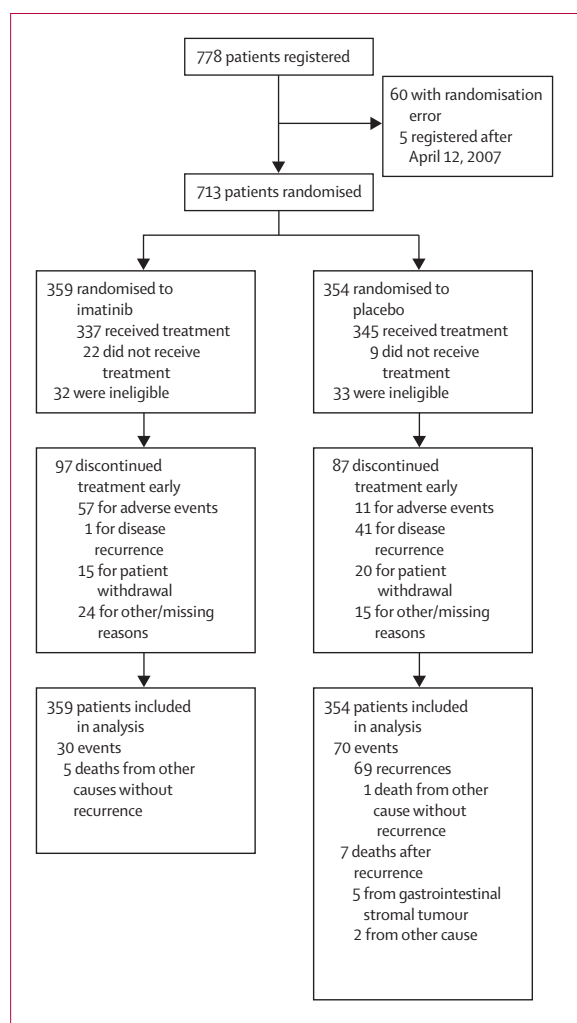 778 patients registered
60 with randomisation
error
5 registered after
April 12, 2007
713 patients randomised
359 randomised to
imatinib
337 received treatment
22 did not receive
treatment
32 were ineligible
354 randomised to
placebo
345 received treatment
9 did not receive
treatment
33 were ineligible
97 discontinued
treatment early
57 for adverse events
1 for disease
recurrence
15 for patient
withdrawal
24 for other/missing
reasons
87 discontinued
treatment early
11 for adverse events
41 for disease
recurrence
20 for patient
withdrawal
15 for other/missing
reasons
359 patients included
in analysis
30 events
5 deaths from other
causes without
recurrence
354 patients included
in analysis
70 events
69 recurrences
1 death from other
cause without
recurrence
7 deaths after
recurrence
5 from gastrointestinal
stromal tumour
2 from other cause